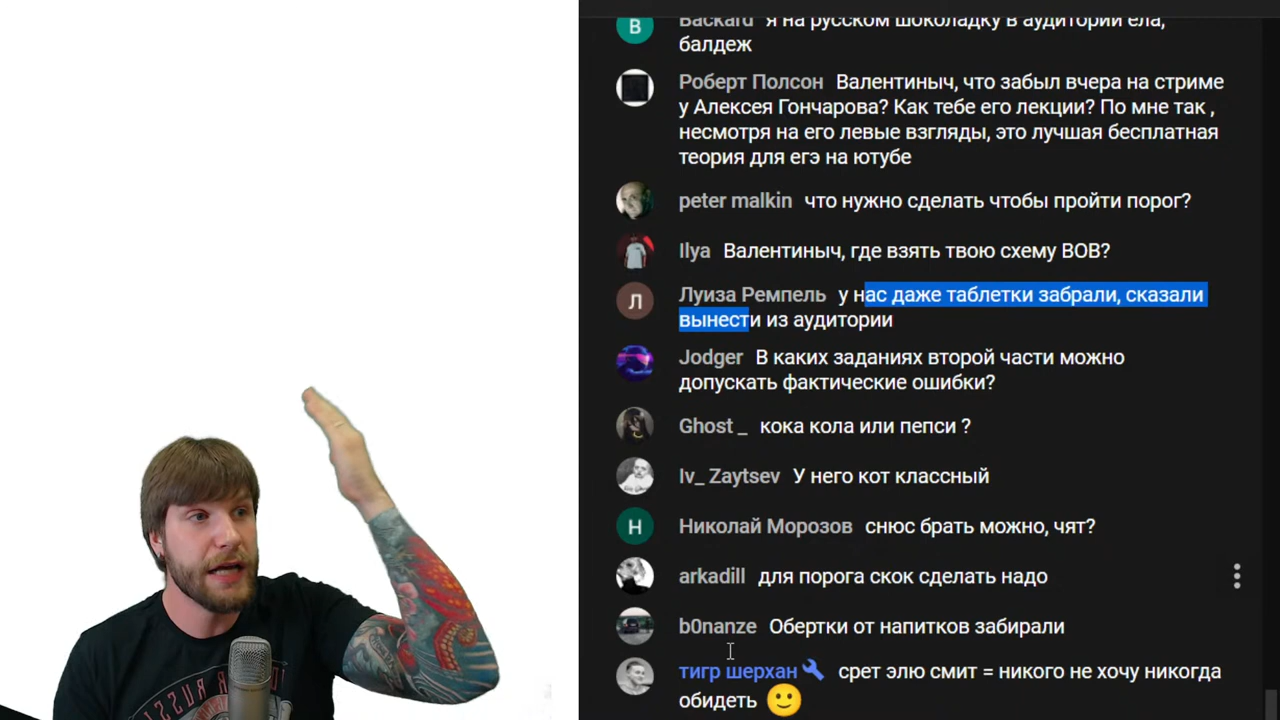 Backard я на русском шоколадку в аудитории ела,
балдеж
Роберт Полсон Валентиныч, что забыл вчера на стриме
у Алексея Гончарова? Как тебе его лекции? По мне так ,
несмотря на его левые взгляды, это лучшая бесплатная
теория для егэ на ютубе
peter malkin что нужно сделать чтобы пройти порог?
Ilya Валентиныч, где взять твою схему ВОВ?
Луиза Ремпель у нас даже таблетки забрали, сказали
вынести из аудитории
Jodger В каких заданиях второй части можно
допускать фактические ошибки?
Ghost _ кока кола или пепси ?
Iv_ Zaytsev У него кот классный
Николай Морозов снюс брать можно, чят?
arkadill для порога скок сделать надо
b0nanze Обертки от напитков забирали
тигр шерхан срет элю смит = никого не хочу никогда
обидеть
B
Л
Н